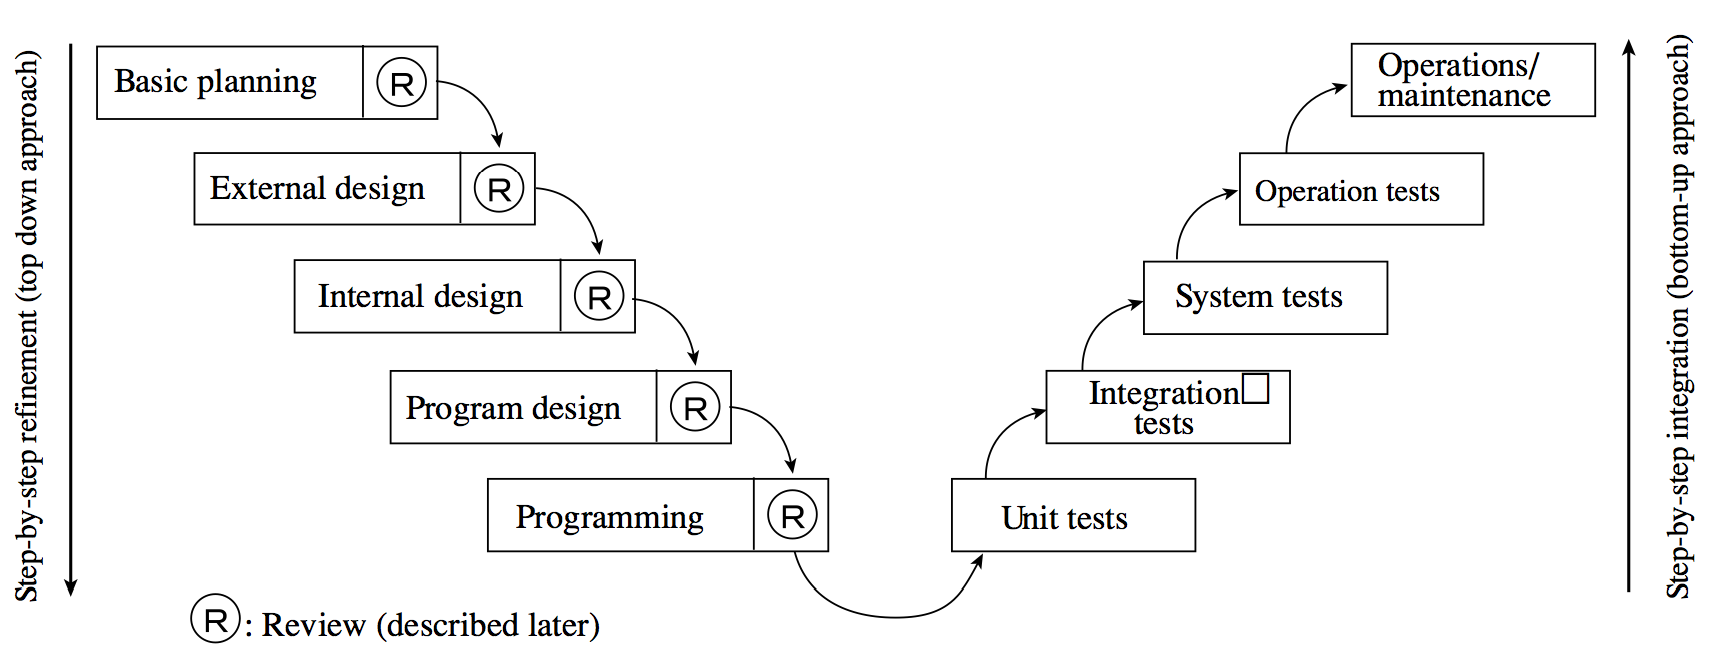 Step-by-step refinement (top down approach)
Basic planning R
External design R
Internal design R
Program design R
Programming R
R : Review (described later)
Unit tests
Integration□
tests
System tests
Operation tests
Operations/
maintenance
Step-by-step integration (bottom-up approach)